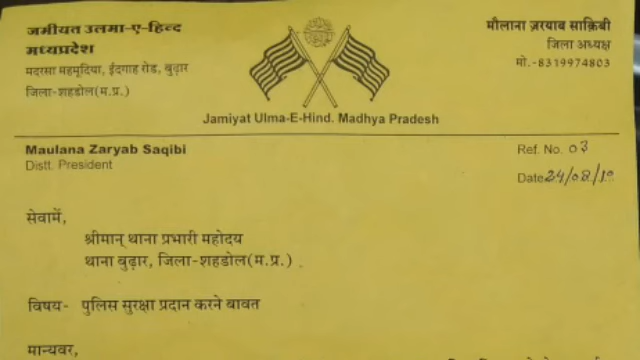 जमीयत उलमा-ए-हिन्द
मध्यप्रदेश
मदरसा महमूदिया, ईदगाह रोड, बुढ़ार
जिला-शहडोल(म.प्र.)
मौलाना ज़रयाब साक़िबी
जिला अध्यक्ष
मो.-8319974803
Jamiyat Ulma-E-Hind. Madhya Pradesh
Maulana Zaryab Saqibi
Distt. President
Ref. No. 03
Date 24/08/19
सेवामें,
श्रीमान् थाना प्रभारी महोदय
थाना बुढ़ार, जिला-शहडोल(म.प्र.)
विषय- पुलिस सुरक्षा प्रदान करने बावत
मान्यवर,